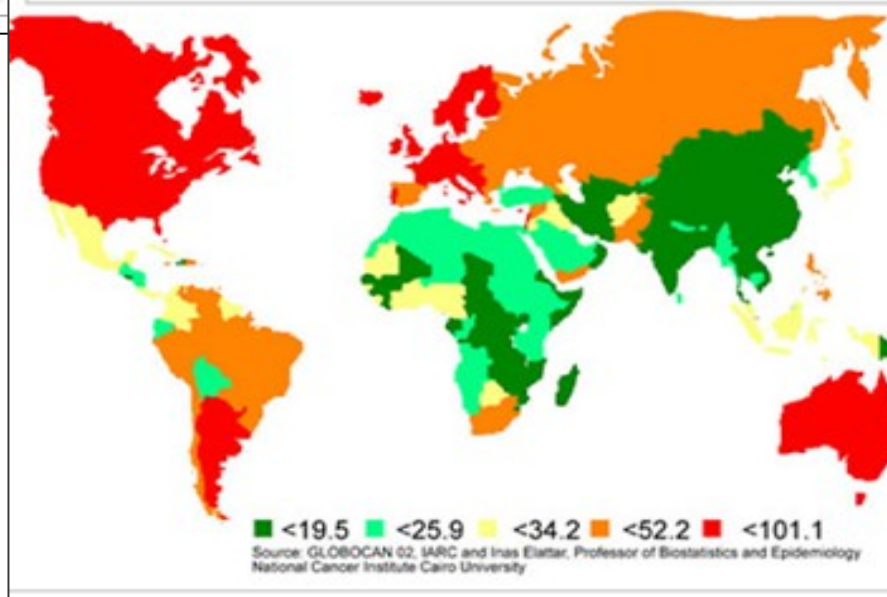 <19.5 <25.9 <34.2 <52.2 <101.1
Source: GLOBOCAN 02, IARC and Inas Elattar, Professor of Biostatistics and Epidemiology
National Cancer Institute Cairo University